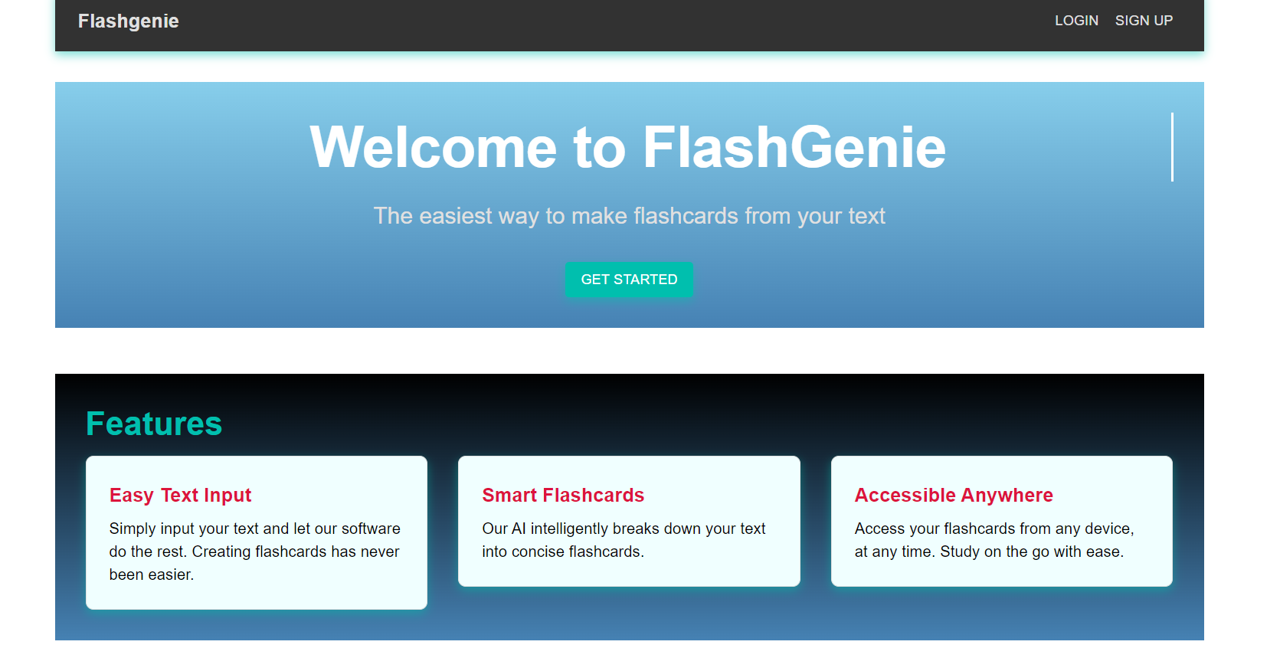 Flashgenie
LOGIN SIGN UP
Welcome to FlashGenie
The easiest way to make flashcards from your text
GET STARTED
Features
Easy Text Input
Simply input your text and let our software
do the rest. Creating flashcards has never
been easier.
Smart Flashcards
Our AI intelligently breaks down your text
into concise flashcards.
Accessible Anywhere
Access your flashcards from any device,
at any time. Study on the go with ease.